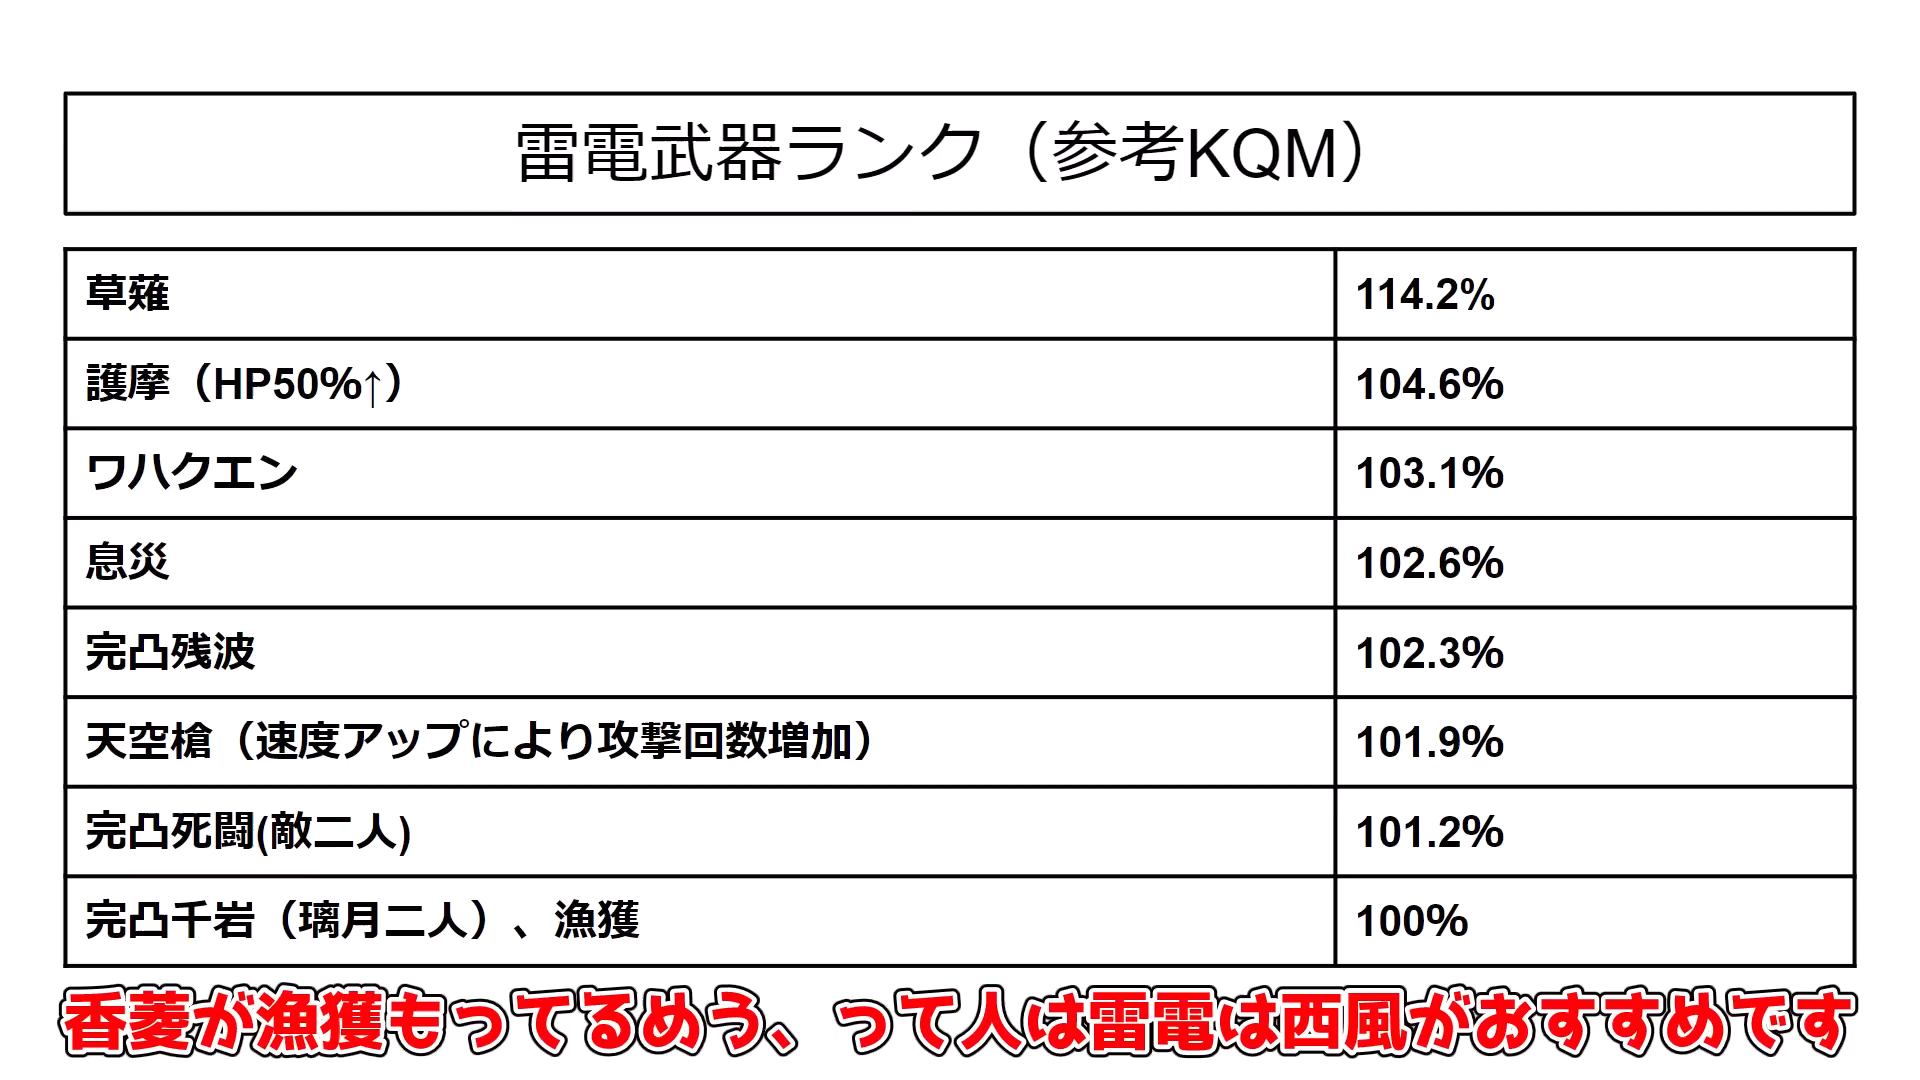 雷電武器ランク（参考KQM）
草薙 114.2%
護摩（HP50%↑） 104.6%
ワハクエン 103.1%
息災 102.6%
完凸残波 102.3%
天空槍（速度アップにより攻撃回数増加） 101.9%
完凸死闘(敵二人) 101.2%
完凸千岩（璃月二人）、漁獲 100%
香菱が漁獲もってるめう、って人は雷電は西風がおすすめです